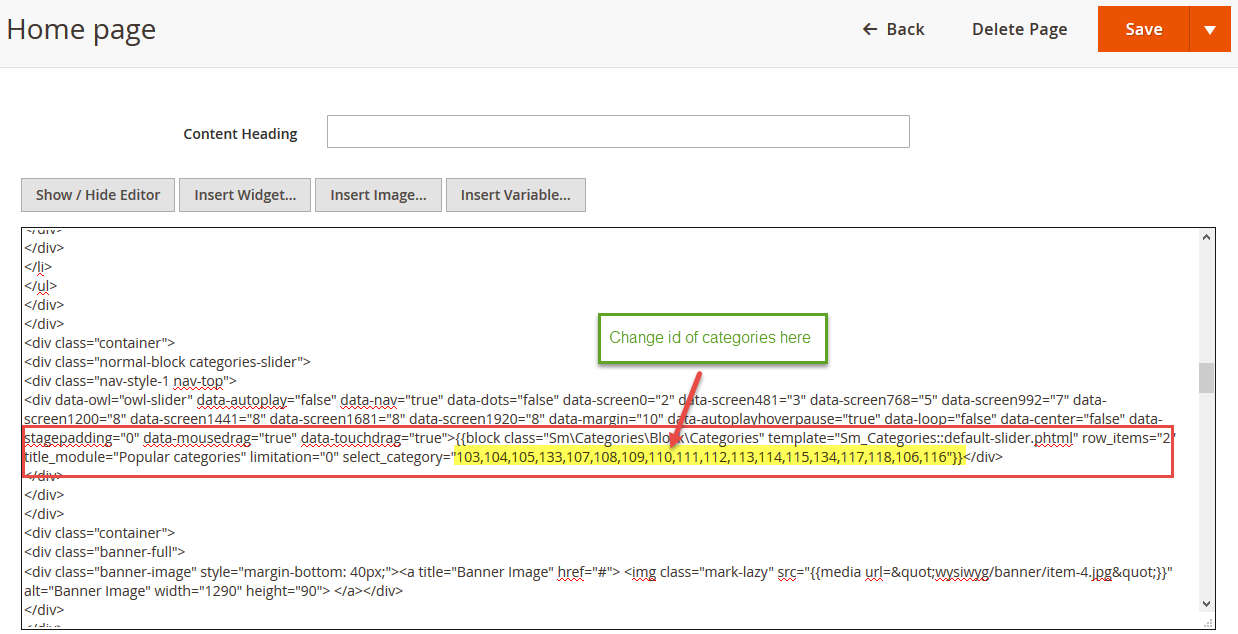 Home page
← Back
Delete Page
Save
Content Heading
Show / Hide Editor
Insert Widget...
Insert Image...
Insert Variable...
</div>
</div>
</li>
</ul>
</div>
</div>
<div class="container">
<div class="normal-block categories-slider">
<div class="nav-style-1 nav-top">
<div data-owl="owl-slider" data-autoplay="false" data-nav="true" data-dots="false" data-screen0="2" data-screen481="3" data-screen768="5" data-screen992="7" data-
screen1200="8" data-screen1441="8" data-screen1681="8" data-screen1920="8" data-margin="10" data-autoplayhoverpause="true" data-loop="false" data-center="false" data-
stagepadding="0" data-mousedrag="true" data-touchdrag="true">{{block class="Sm\Categories\Block\Categories" template="Sm_Categories::default-slider.phtml" row_items="2"
title_module="Popular categories" limitation="0" select_category="103,104,105,133,107,108,109,110,111,112,113,114,115,134,117,118,106,116"}}</div>
</div>
</div>
</div>
<div class="container">
<div class="banner-full">
<div class="banner-image" style="margin-bottom: 40px;"><a title="Banner Image" href="#"> <img class="mark-lazy" src="{{media url=&quot;wysiwyg/banner/item-4.jpg&quot;}}"
alt="Banner Image" width="1290" height="90"> </a></div>
</div>
</div>
Change id of categories here